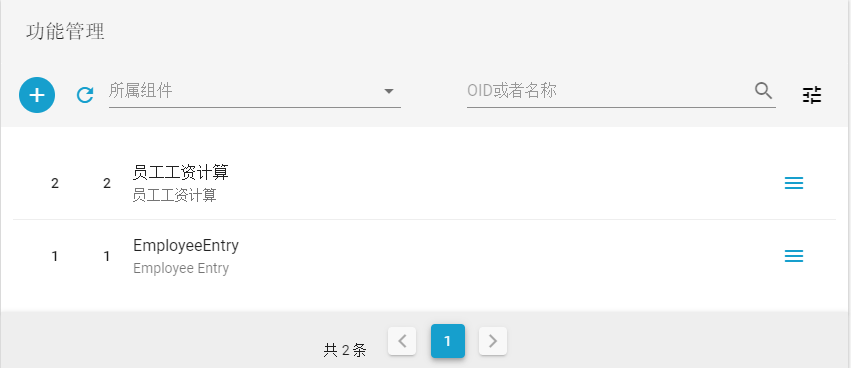 功能管理
所属组件 OID或者名称
2 2 员工工资计算
员工工资计算
1 1 EmployeeEntry
Employee Entry
共 2 条 1